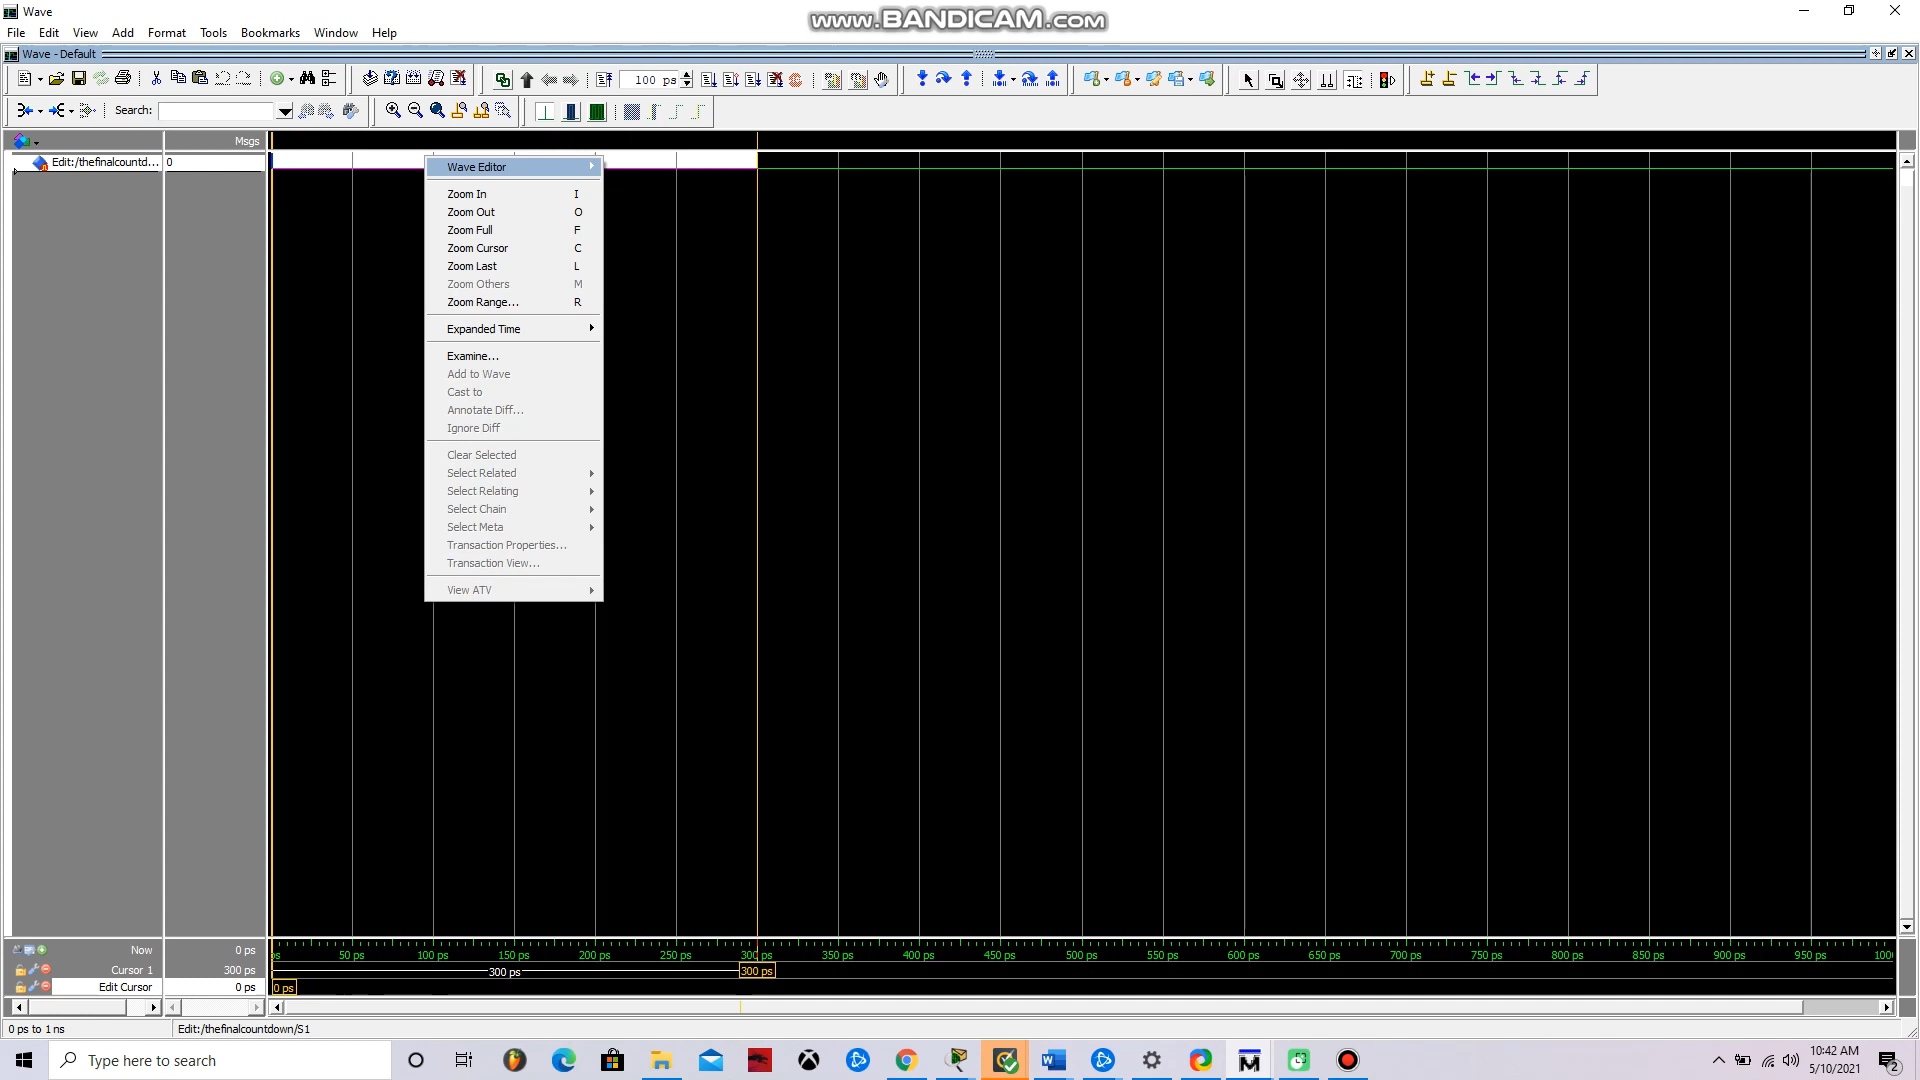 Wave
www.BANDICAM.com
File Edit View Add Format Tools Bookmarks Window Help
Wave - Default
100 ps
Search:
Msgs
Edit:/thefinalcountd... 0
Wave Editor
Zoom In I
Zoom Out O
Zoom Full F
Zoom Cursor C
Zoom Last L
Zoom Others M
Zoom Range... R
Expanded Time
Examine...
Add to Wave
Cast to
Annotate Diff...
Ignore Diff
Clear Selected
Select Related
Select Relating
Select Chain
Select Meta
Transaction Properties...
Transaction View...
View ATV
Now 0 ps
ps 50 ps 100 ps 150 ps 200 ps 250 ps 300 ps 350 ps 400 ps 450 ps 500 ps 550 ps 600 ps 650 ps 700 ps 750 ps 800 ps 850 ps 900 ps 950 ps 100
Cursor 1 300 ps 300 ps 300 ps
Edit Cursor 0 ps 0 ps
0 ps to 1 ns Edit:/thefinalcountdown/S1
Type here to search
10:42 AM
5/10/2021
2